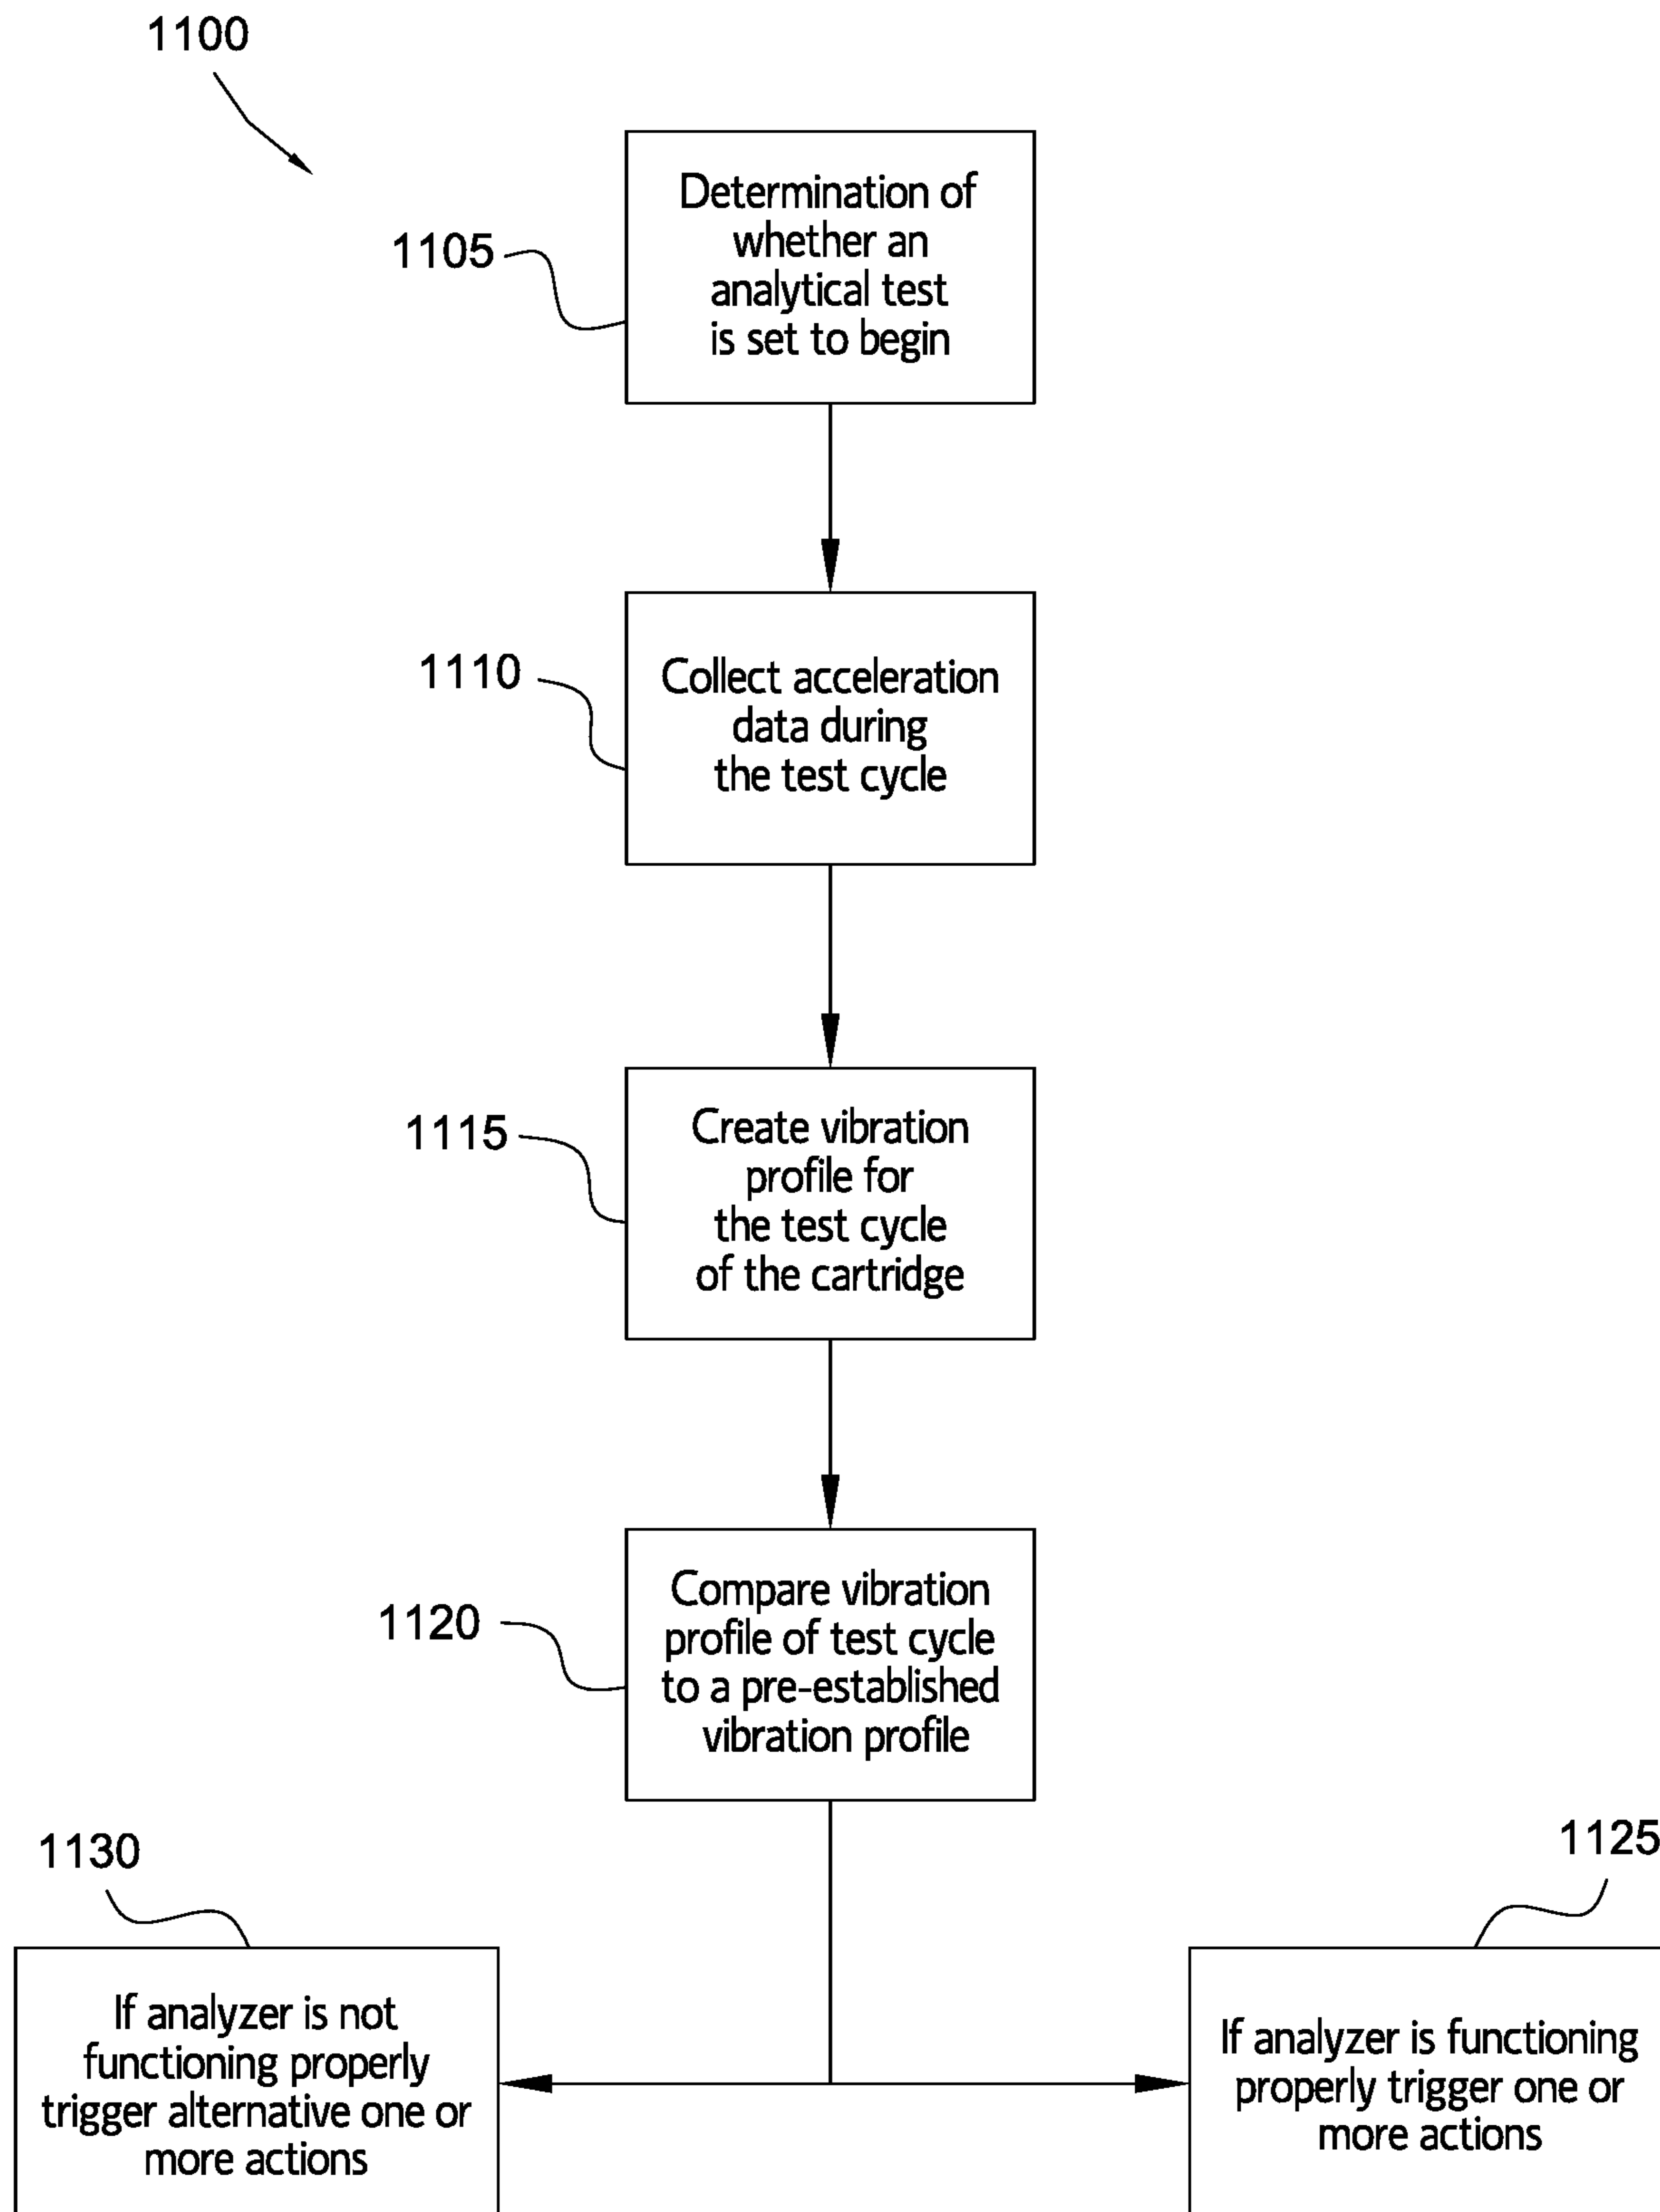 1100
1105
Determination of
whether an
analytical test
is set to begin
1110
Collect acceleration
data during
the test cycle
1115
Create vibration
profile for
the test cycle
of the cartridge
1120
Compare vibration
profile of test cycle
to a pre-established
vibration profile
1130
If analyzer is not
functioning properly
trigger alternative one or
more actions
1125
If analyzer is functioning
properly trigger one or
more actions